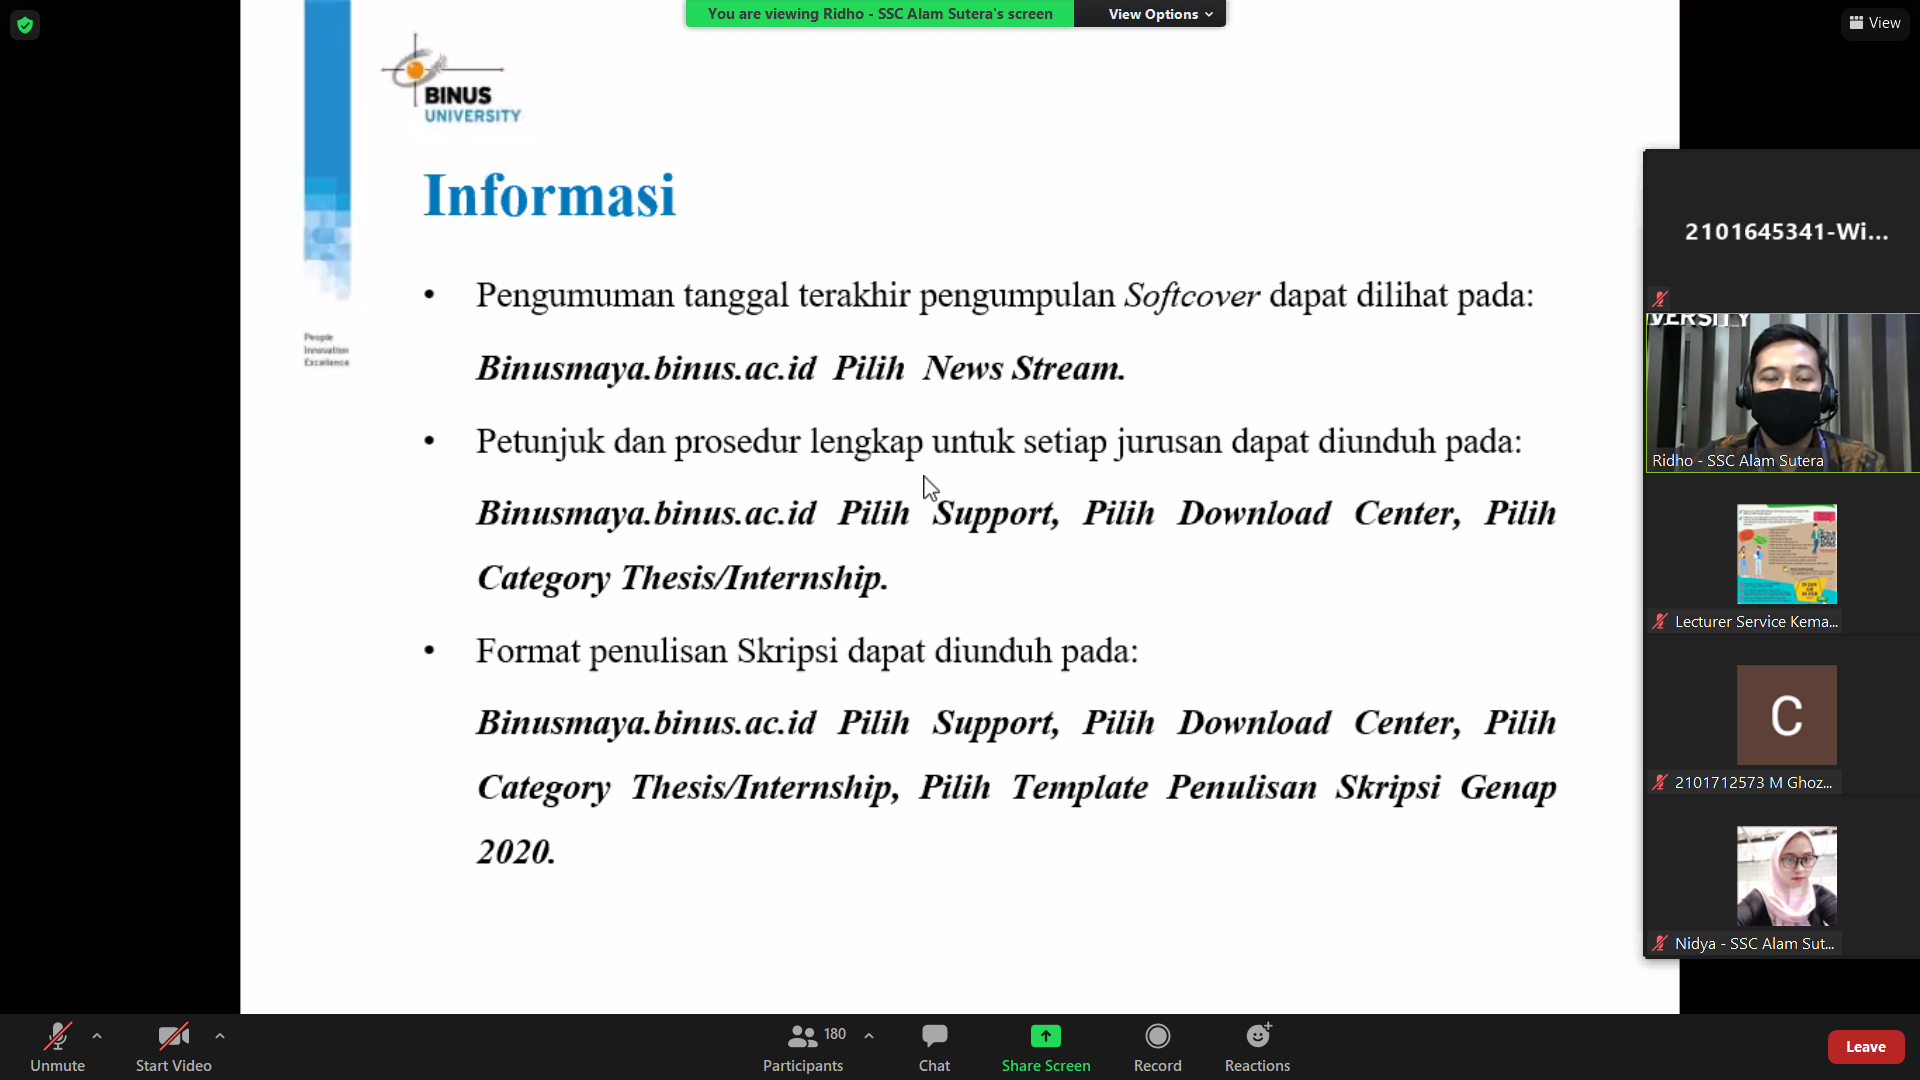 You are viewing Ridho - SSC Alam Sutera's screen
View Options
View
BINUS
UNIVERSITY
People
Innovation
Excellence
Informasi
• Pengumuman tanggal terakhir pengumpulan Softcover dapat dilihat pada:
Binusmaya.binus.ac.id Pilih News Stream.
• Petunjuk dan prosedur lengkap untuk setiap jurusan dapat diunduh pada:
Binusmaya.binus.ac.id Pilih Support, Pilih Download Center, Pilih
Category Thesis/Internship.
• Format penulisan Skripsi dapat diunduh pada:
Binusmaya.binus.ac.id Pilih Support, Pilih Download Center, Pilih
Category Thesis/Internship, Pilih Template Penulisan Skripsi Genap
2020.
2101645341-Wi...
VERSITY
Ridho - SSC Alam Sutera
Lecturer Service Kema...
C
2101712573 M Ghoz...
Nidya - SSC Alam Sut...
Unmute
Start Video
180
Participants
Chat
Share Screen
Record
Reactions
Leave